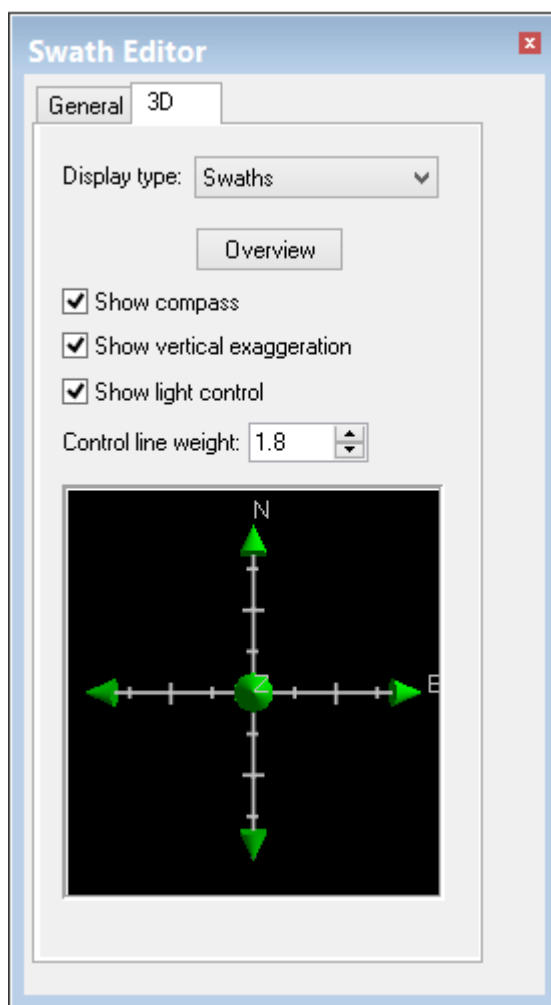 Swath Editor
General 3D
Display type: Swaths
Overview
Show compass
Show vertical exaggeration
Show light control
Control line weight: 1.8
N
Z E